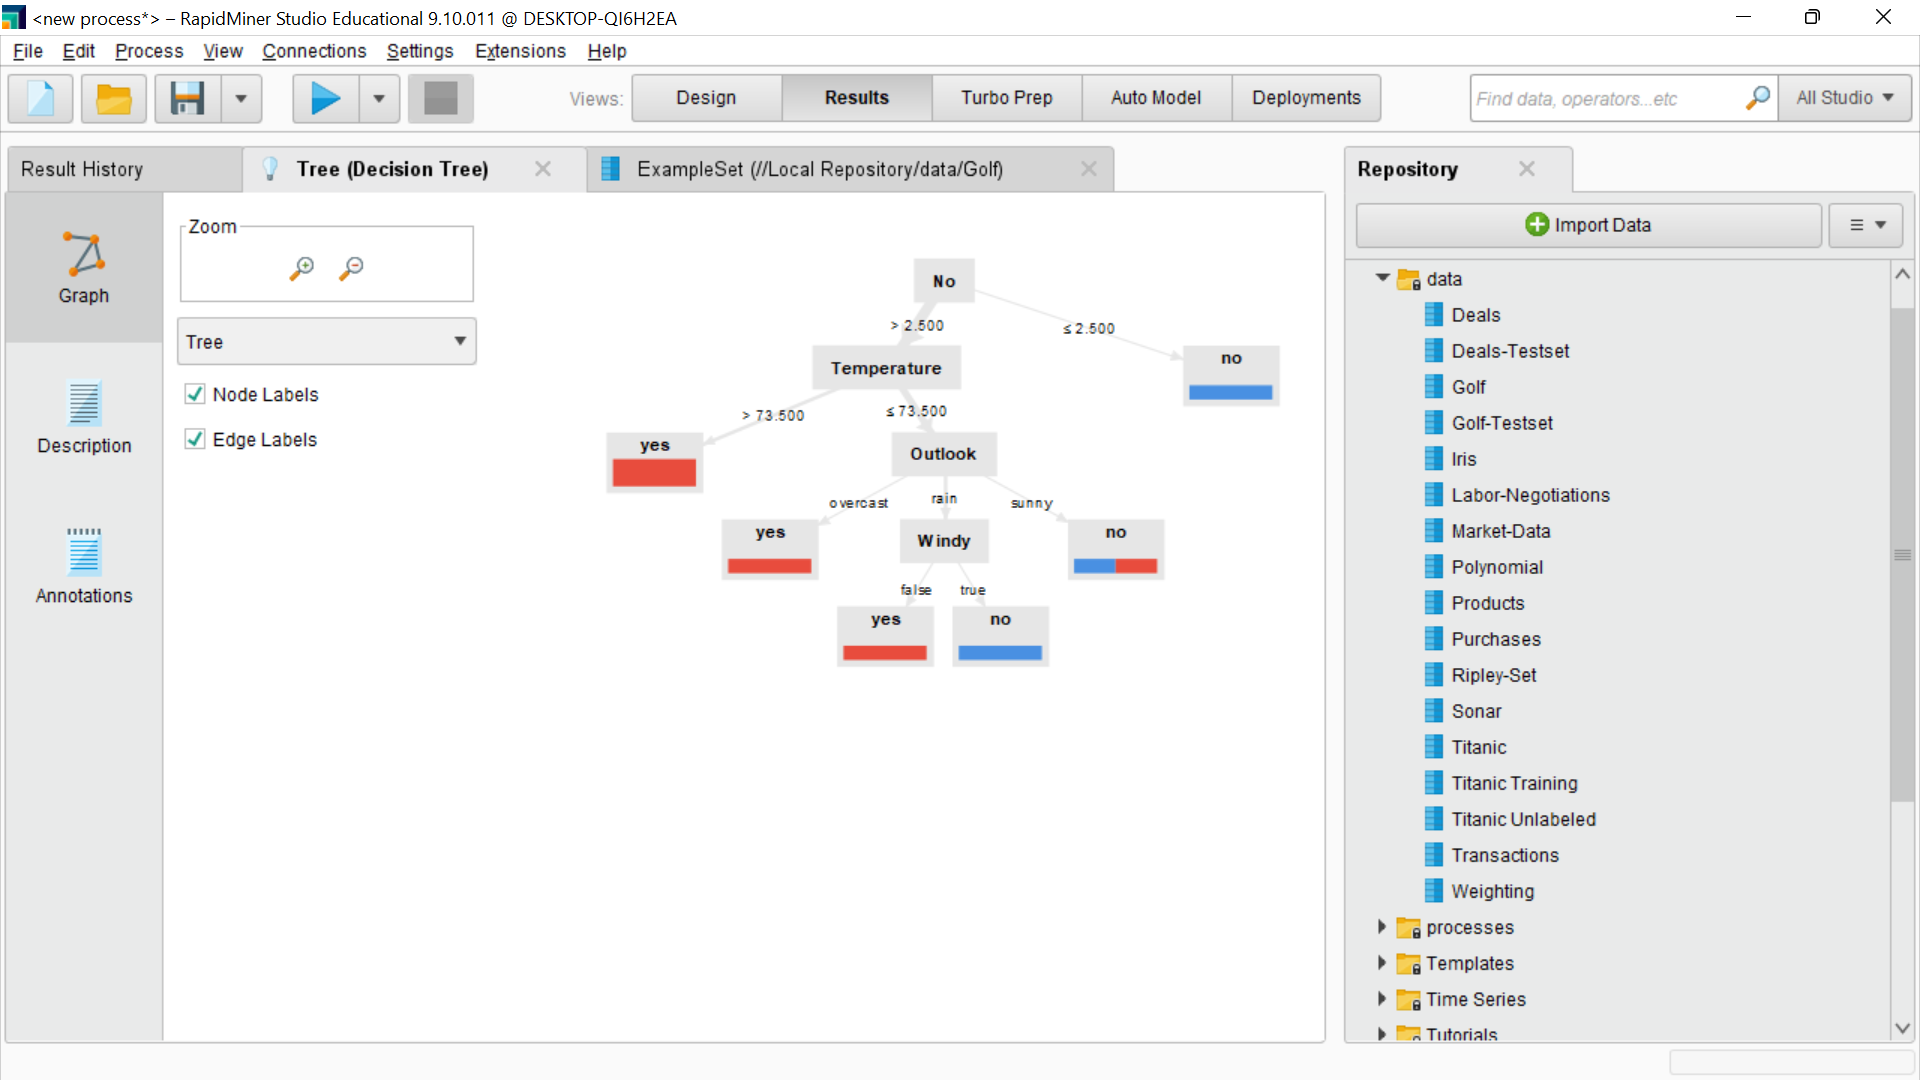 <new process*> – RapidMiner Studio Educational 9.10.011 @ DESKTOP-QI6H2EA
File Edit Process View Connections Settings Extensions Help
Views: Design Results Turbo Prep Auto Model Deployments
Find data, operators...etc
All Studio
Result History
Tree (Decision Tree)
ExampleSet (//Local Repository/data/Golf)
Graph
Description
Annotations
Zoom
Tree
Node Labels
Edge Labels
No
> 2.500
≤ 2.500
Temperature
no
> 73.500
≤ 73.500
yes
Outlook
overcast
rain
sunny
yes
Windy
no
false
true
yes
no
Repository
Import Data
data
Deals
Deals-Testset
Golf
Golf-Testset
Iris
Labor-Negotiations
Market-Data
Polynomial
Products
Purchases
Ripley-Set
Sonar
Titanic
Titanic Training
Titanic Unlabeled
Transactions
Weighting
processes
Templates
Time Series
Tutorials